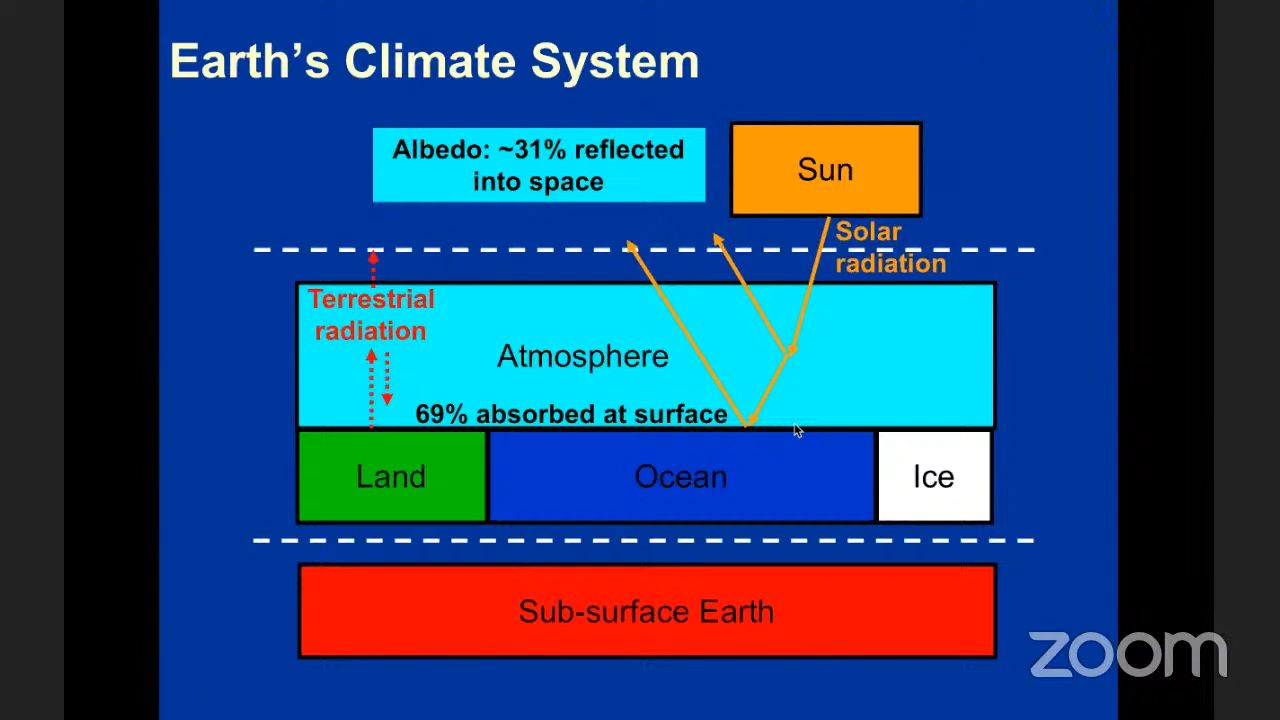 Earth’s Climate System
Albedo: ~31% reflected
into space
Sun
Solar
radiation
Terrestrial
radiation
Atmosphere
69% absorbed at surface
Land
Ocean
Ice
Sub-surface Earth
zoom